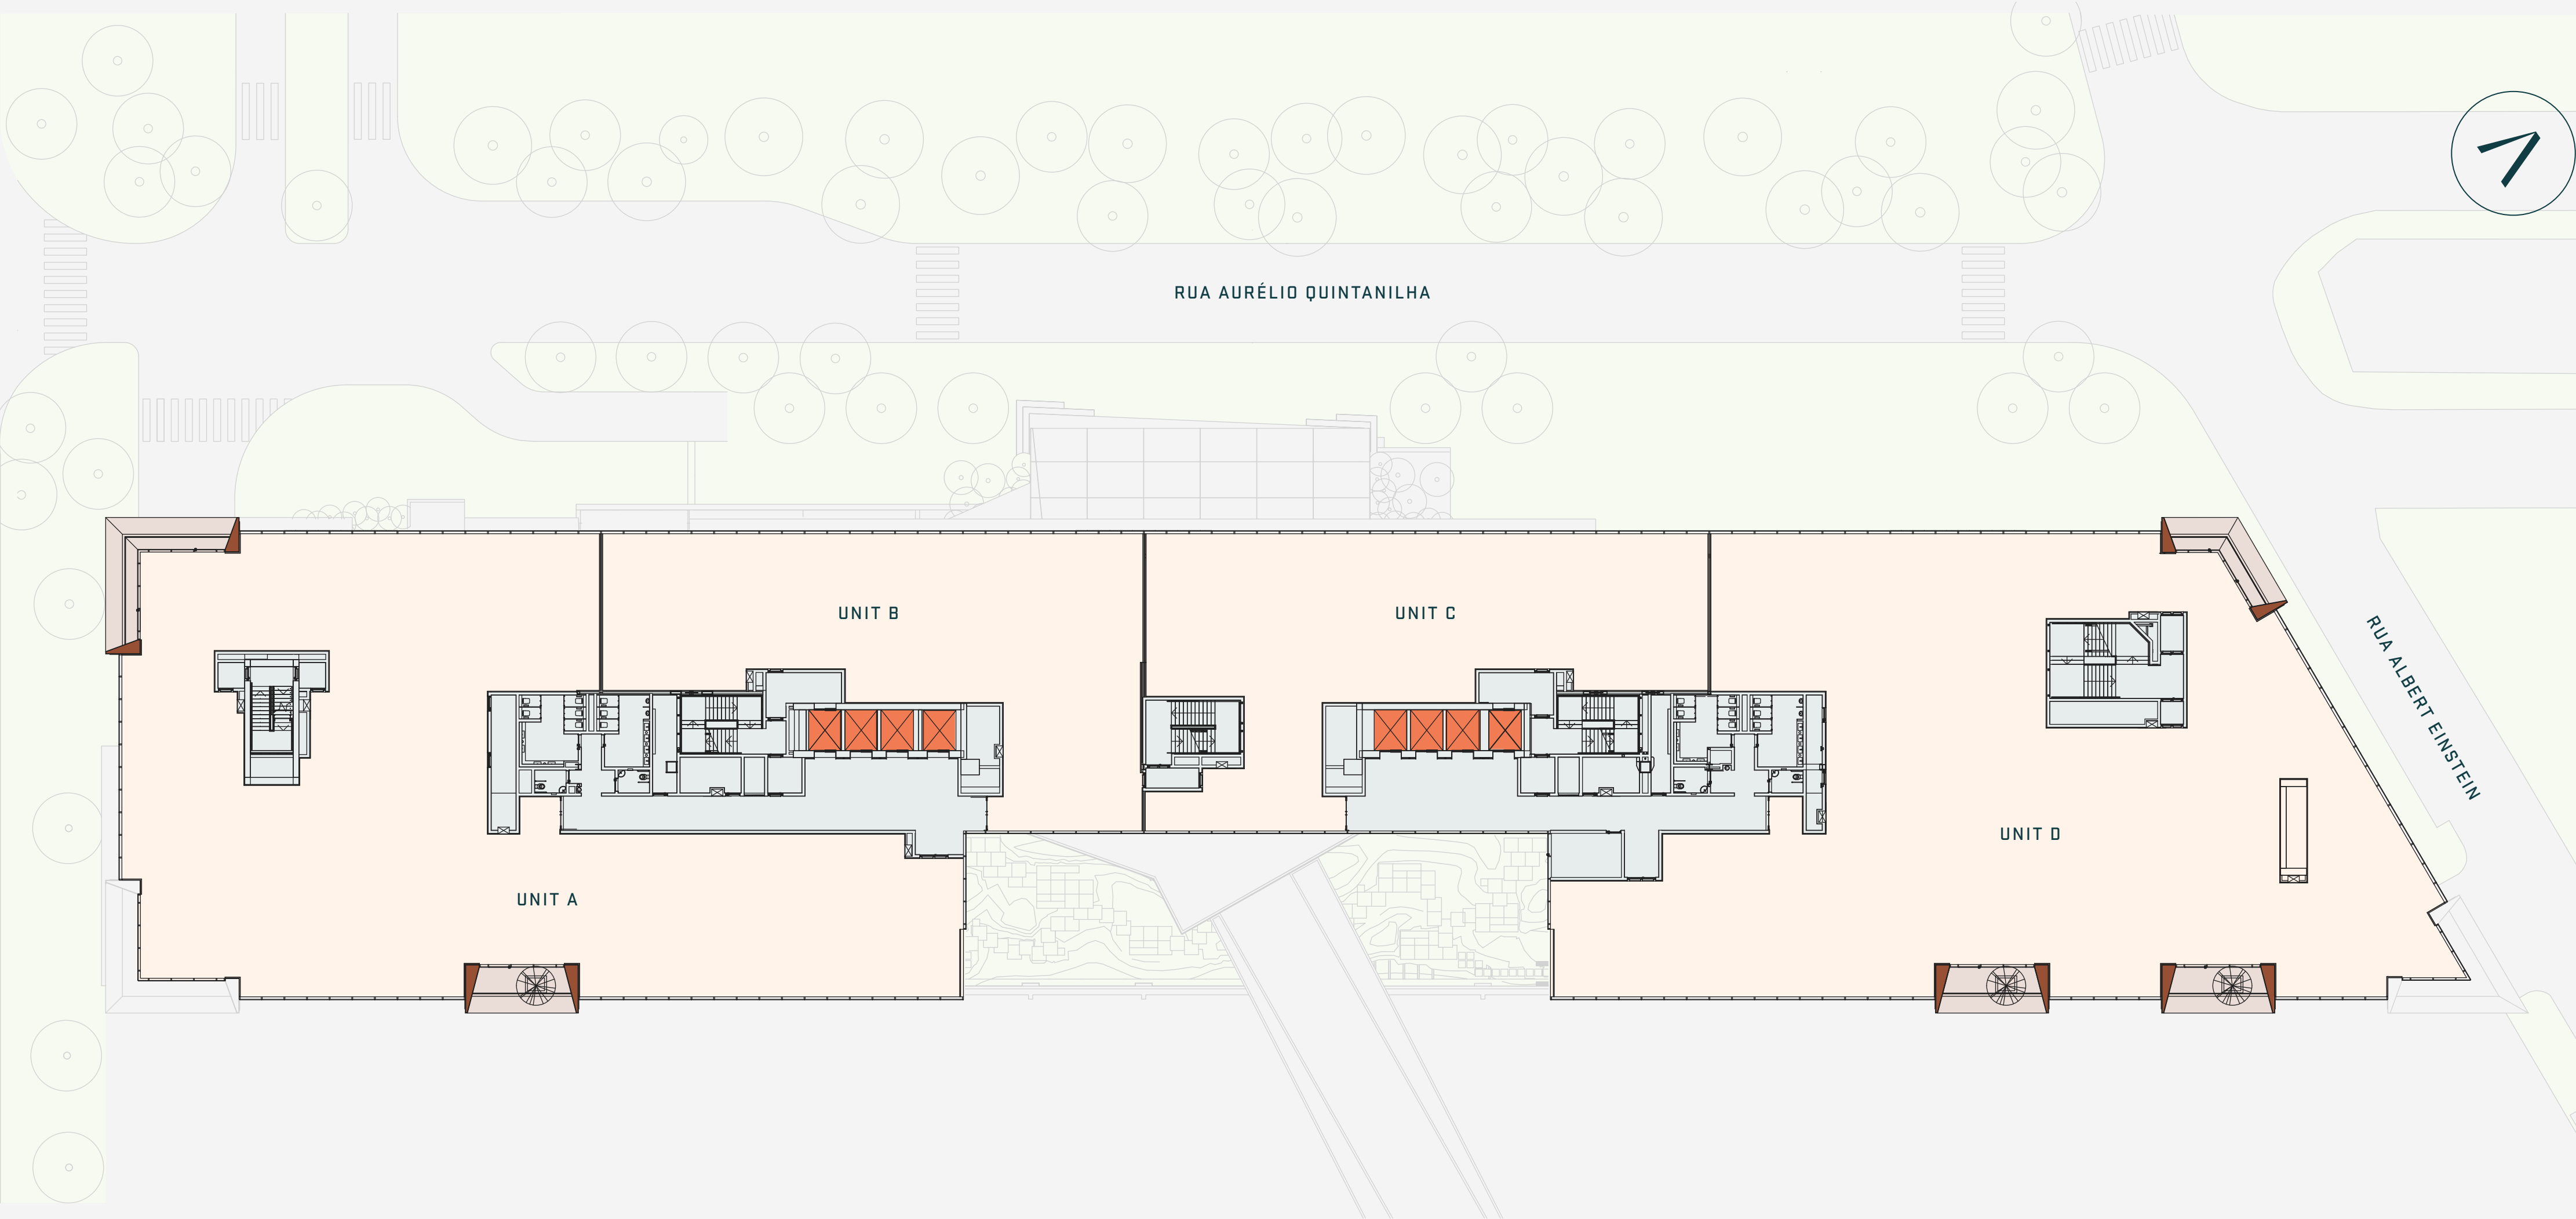 RUA AURÉLIO QUINTANILHA
UNIT B
UNIT C
RUA ALBERT EINSTEIN
UNIT D
UNIT A